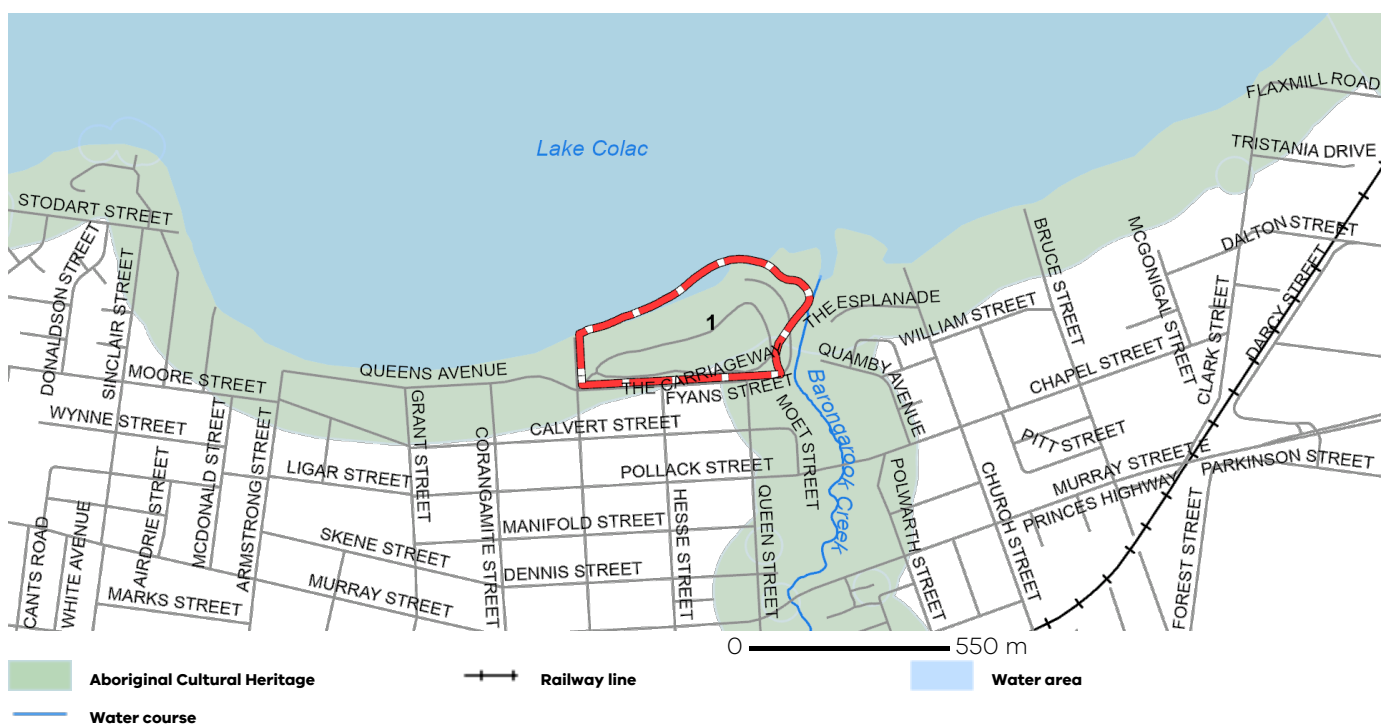 FLAXMILL ROAD
Lake Colac
TRISTANIA DRIVE
STODART STREET
DONALDSON STREET
SINCLAIR STREET
BRUCE STREET
MCGONIGAL STREET
DALTON STREET
1
THE ESPLANADE
WILLIAM STREET
DARCY STREET
MOORE STREET
QUEENS AVENUE
THE CARRIAGEWAY
FYANS STREET
QUAMBY AVENUE
CHAPEL STREET
CLARK STREET
WYNNE STREET
MCDONALD STREET
ARMSTRONG STREET
GRANT STREET
CORANGAMITE STREET
CALVERT STREET
MOET STREET
Barongarook Creek
PITT STREET
LIGAR STREET
POLLACK STREET
POLWARTH STREET
CHURCH STREET
MURRAY STREET E
PARKINSON STREET
PRINCES HIGHWAY
CANTS ROAD
WHITE AVENUE
AIRDRIE STREET
SKENE STREET
MANIFOLD STREET
HESSE STREET
QUEEN STREET
FOREST STREET
MARKS STREET
MURRAY STREET
DENNIS STREET
0 550 m
Aboriginal Cultural Heritage
Railway line
Water area
Water course